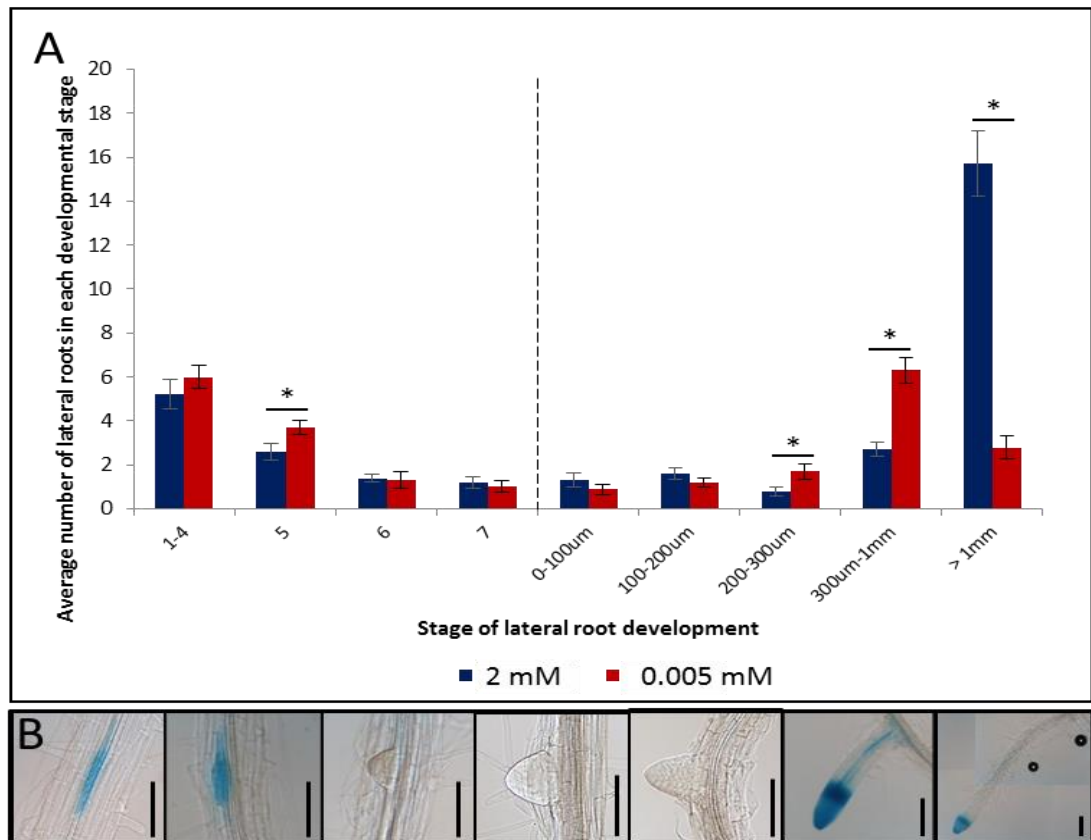 A
Average number of lateral roots in each developmental stage
20
18
16
14
12
10
8
6
4
2
0
*
*
*
*
1-4
5
6
7
0-100um
100-200um
200-300um
300um-1mm
> 1mm
Stage of lateral root development
2 mM
0.005 mM
B